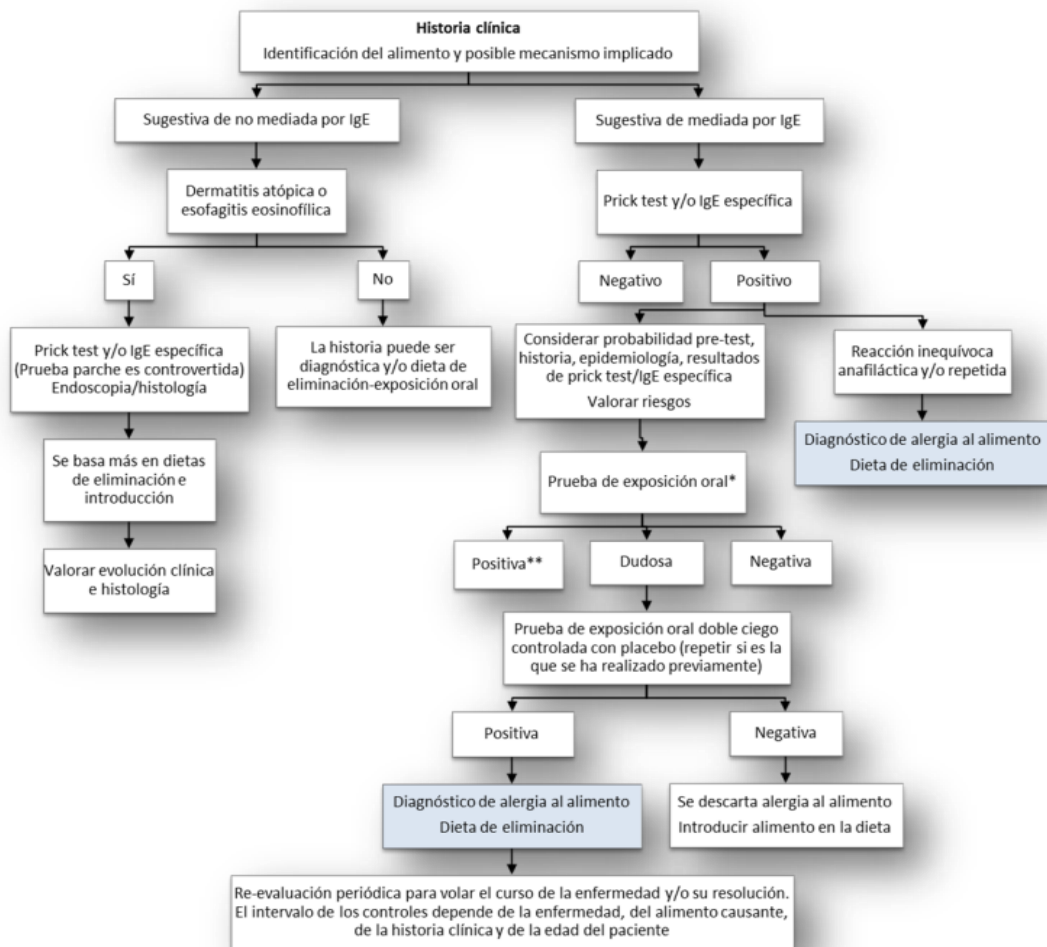 Historia clínica
Identificación del alimento y posible mecanismo implicado
Sugestiva de no mediada por IgE
Sugestiva de mediada por IgE
Dermatitis atópica o
esofagitis eosinofílica
Prick test y/o IgE específica
Sí
No
Negativo
Positivo
Prick test y/o IgE específica
(Prueba parche es controvertida)
Endoscopia/histología
La historia puede ser
diagnóstica y/o dieta de
eliminación-exposición oral
Considerar probabilidad pre-test,
historia, epidemiología, resultados
de prick test/IgE específica
Valorar riesgos
Reacción inequívoca
anafiláctica y/o repetida
Diagnóstico de alergia al alimento
Dieta de eliminación
Se basa más en dietas
de eliminación e
introducción
Prueba de exposición oral*
Valorar evolución clínica
e histología
Positiva**
Dudosa
Negativa
Prueba de exposición oral doble ciego
controlada con placebo (repetir si es la
que se ha realizado previamente)
Positiva
Negativa
Diagnóstico de alergia al alimento
Dieta de eliminación
Se descarta alergia al alimento
Introducir alimento en la dieta
Re-evaluación periódica para volar el curso de la enfermedad y/o su resolución.
El intervalo de los controles depende de la enfermedad, del alimento causante,
de la historia clínica y de la edad del paciente